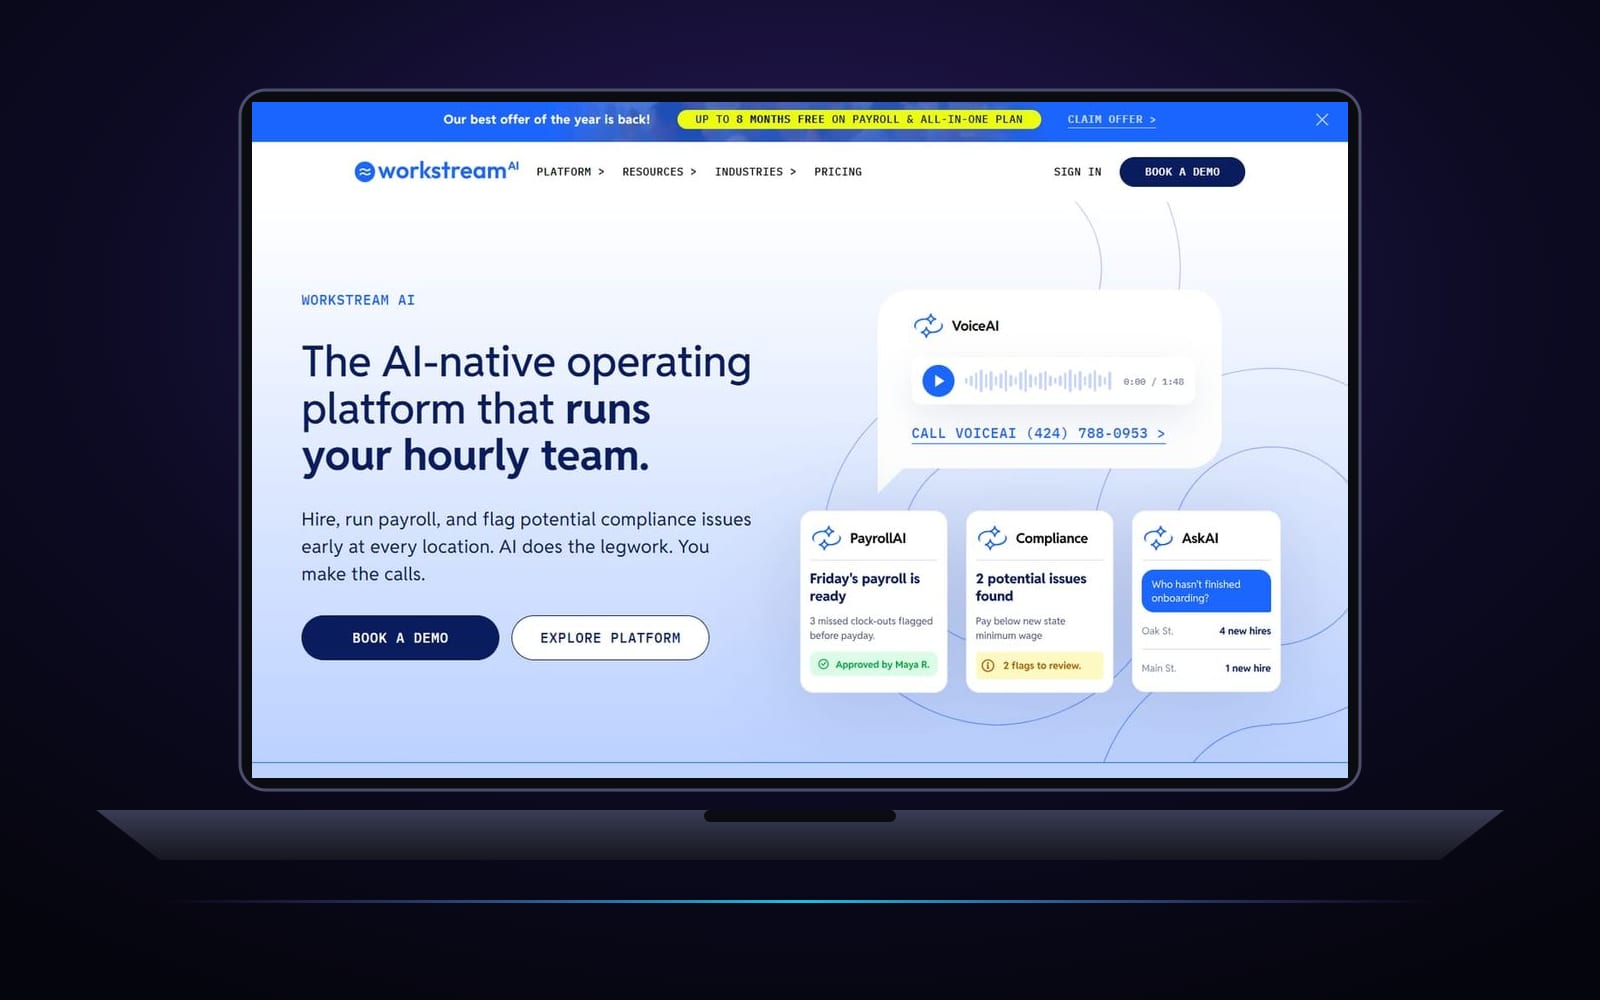 Our best offer of the year is back! UP TO 8 MONTHS FREE ON PAYROLL & ALL-IN-ONE PLAN CLAIM OFFER >
workstream AI PLATFORM > RESOURCES > INDUSTRIES > PRICING SIGN IN BOOK A DEMO
WORKSTREAM AI
The AI-native operating
platform that runs
your hourly team.
Hire, run payroll, and flag potential compliance issues
early at every location. AI does the legwork. You
make the calls.
BOOK A DEMO EXPLORE PLATFORM
VoiceAI
0:00 / 1:48
CALL VOICEAI (424) 788-0953 >
PayrollAI
Friday's payroll is
ready
3 missed clock-outs flagged
before payday.
Approved by Maya R.
Compliance
2 potential issues
found
Pay below new state
minimum wage
2 flags to review.
AskAI
Who hasn't finished
onboarding?
Oak St. 4 new hires
Main St. 1 new hire